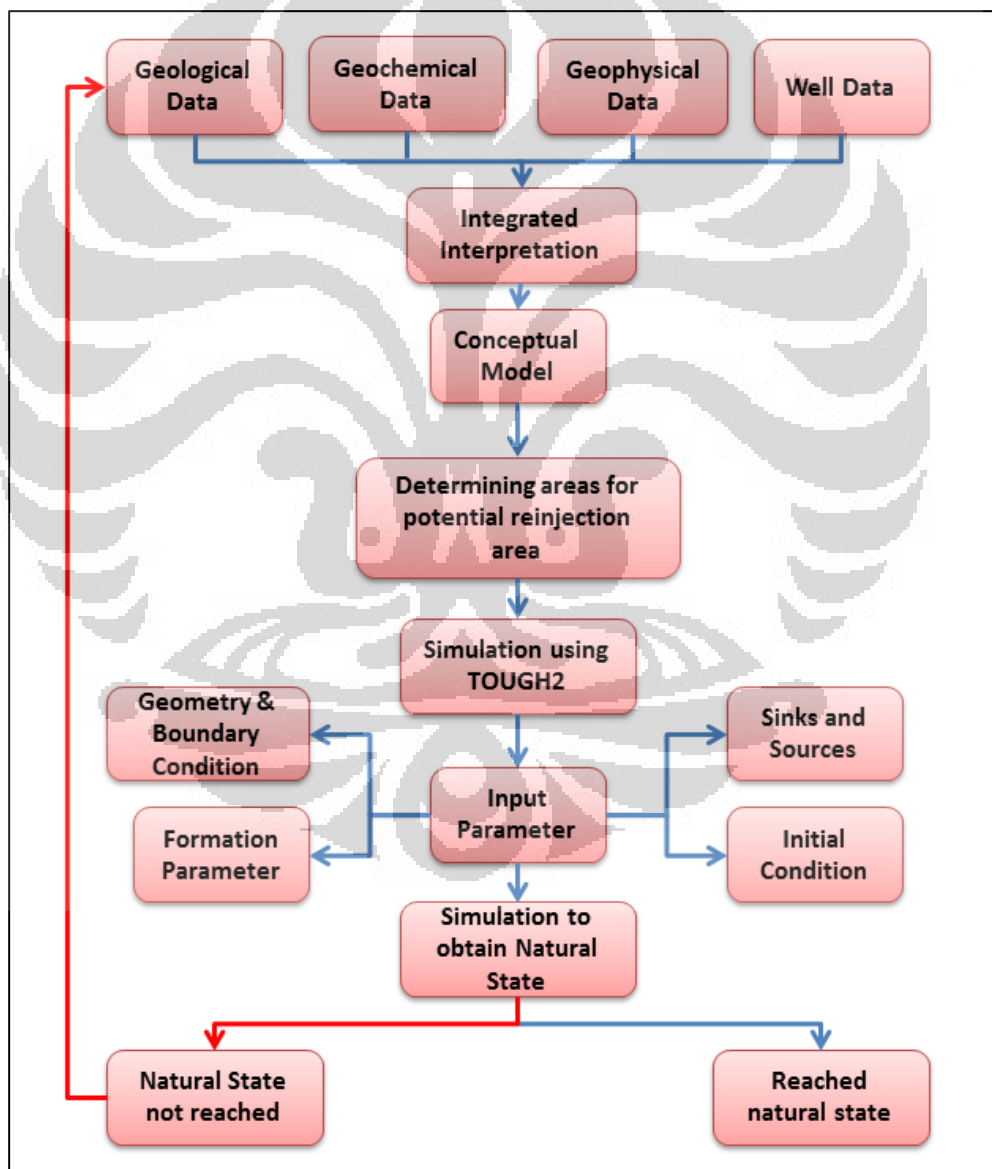 Geological
Data
Geochemical
Data
Geophysical
Data
Well Data
Integrated
Interpretation
Conceptual
Model
Determining areas for
potential reinjection
area
Simulation using
TOUGH2
Geometry &
Boundary
Condition
Sinks and
Sources
Input
Parameter
Formation
Parameter
Initial
Condition
Simulation to
obtain Natural
State
Natural State
not reached
Reached
natural state